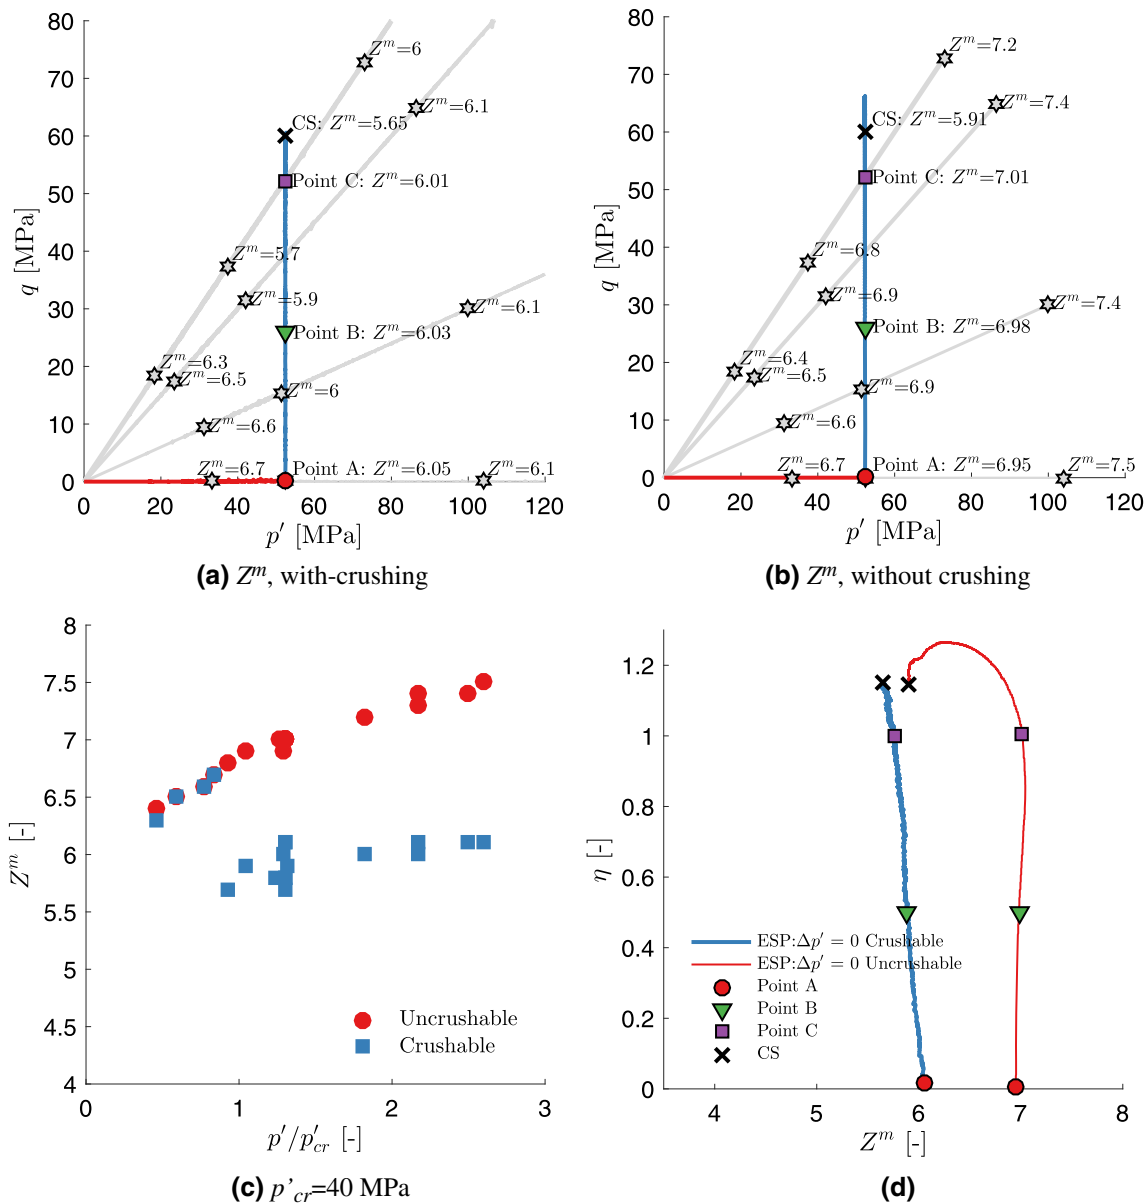 80
70
60
50
40
30
20
10
0
q [MPa]
0 20 40 60 80 100 120
p′ [MPa]
Z^m=6
Z^m=6.1
CS: Z^m=5.65
Point C: Z^m=6.01
Z^m=5.7
Z^m=5.9
Z^m=6.1
Point B: Z^m=6.03
Z^m=6.3
Z^m=6.5
Z^m=6
Z^m=6.6
Z^m=6.7
Point A: Z^m=6.05
Z^m=6.1
(a) Z^m, with-crushing
80
70
60
50
40
30
20
10
0
q [MPa]
0 20 40 60 80 100 120
p′ [MPa]
Z^m=7.2
Z^m=7.4
CS: Z^m=5.91
Point C: Z^m=7.01
Z^m=6.8
Z^m=6.9
Z^m=7.4
Point B: Z^m=6.98
Z^m=6.4
Z^m=6.5
Z^m=6.9
Z^m=6.6
Z^m=6.7
Point A: Z^m=6.95
Z^m=7.5
(b) Z^m, without crushing
8
7.5
7
6.5
6
5.5
5
4.5
4
Z^m [-]
Uncrushable
Crushable
0 1 2 3
p′/p′_cr [-]
(c) p'_cr=40 MPa
1.2
1
0.8
0.6
0.4
0.2
0
η [-]
ESP:Δp′ = 0 Crushable
ESP:Δp′ = 0 Uncrushable
Point A
Point B
Point C
CS
4 5 6 7 8
Z^m [-]
(d)